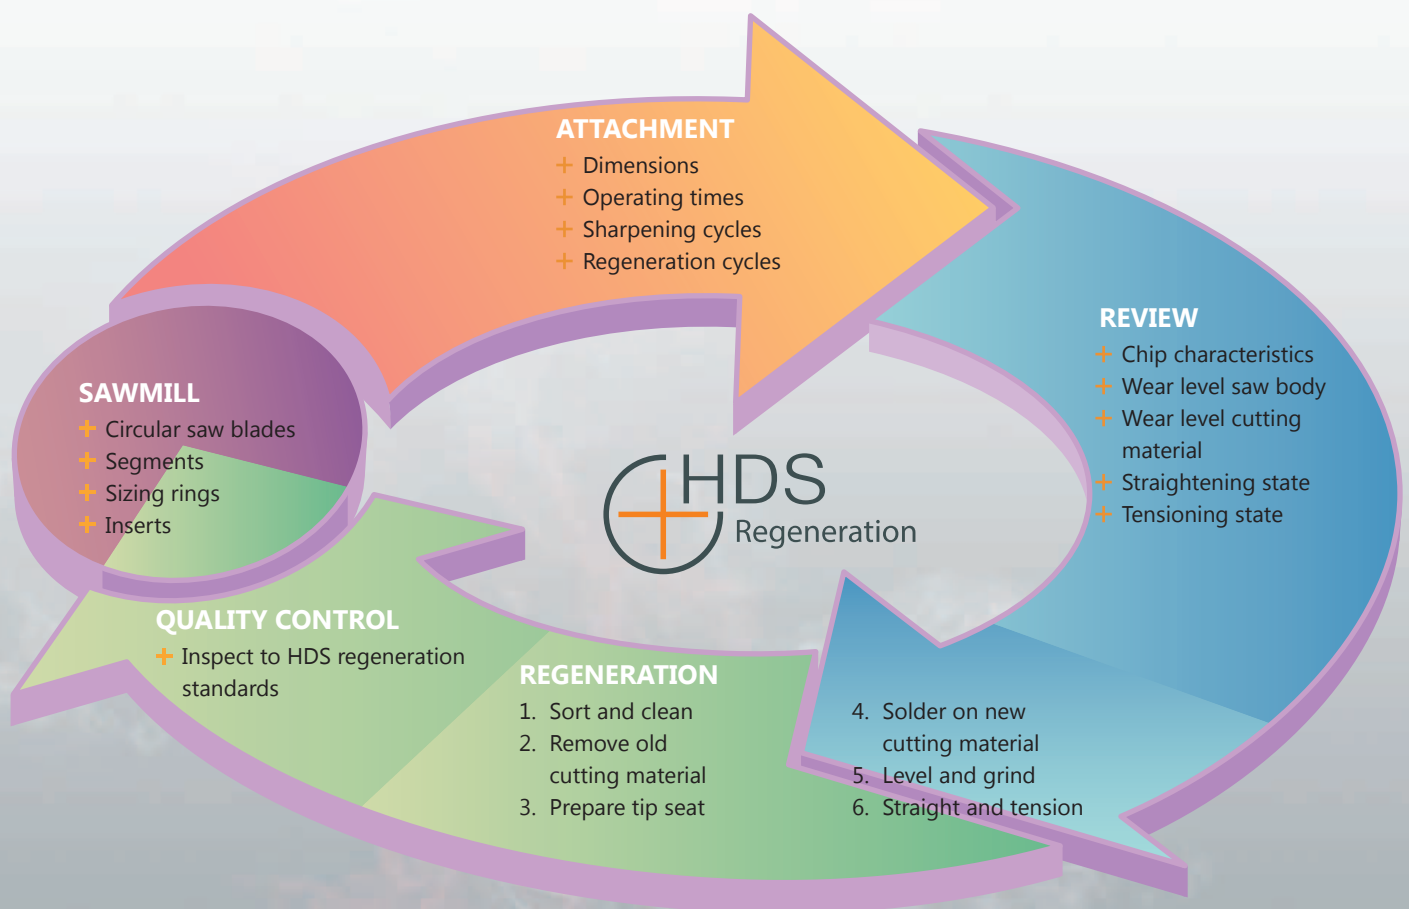 ATTACHMENT
Dimensions
Operating times
Sharpening cycles
Regeneration cycles
REVIEW
Chip characteristics
Wear level saw body
Wear level cutting
material
Straightening state
Tensioning state
SAWMILL
Circular saw blades
Segments
Sizing rings
Inserts
HDS
Regeneration
QUALITY CONTROL
Inspect to HDS regeneration
standards
REGENERATION
1. Sort and clean
2. Remove old
cutting material
3. Prepare tip seat
4. Solder on new
cutting material
5. Level and grind
6. Straight and tension